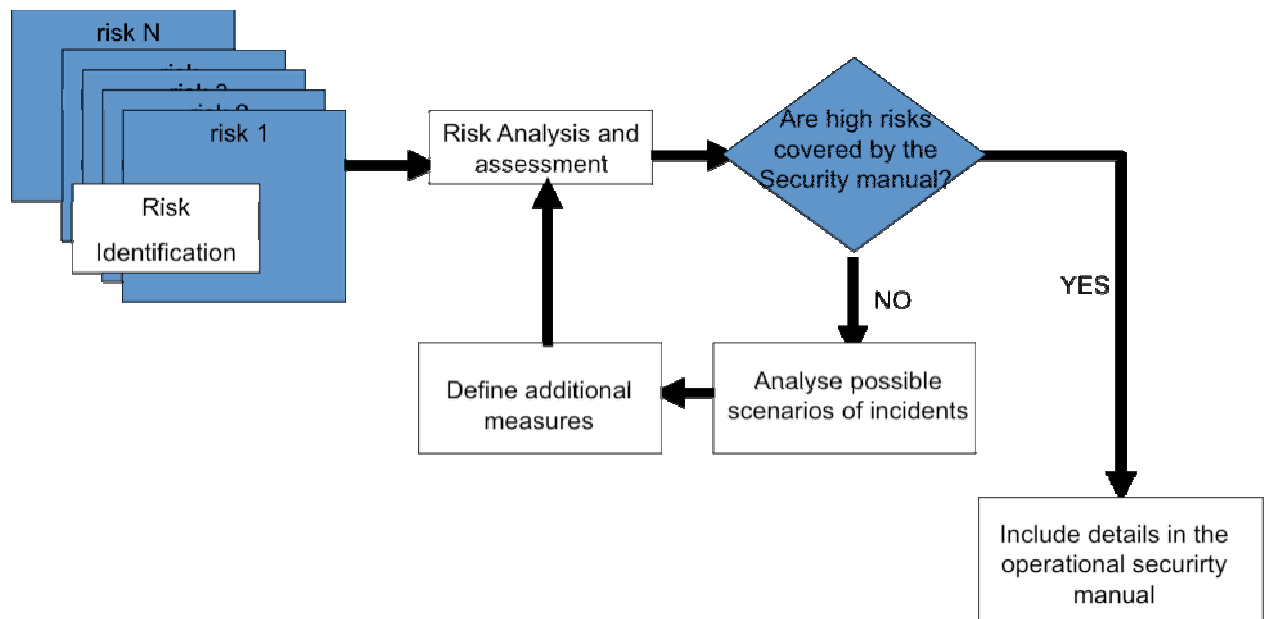 risk N
risk 1
Risk
Identification
Risk Analysis and
assessment
Are high risks
covered by the
Security manual?
NO
YES
Define additional
measures
Analyse possible
scenarios of incidents
Include details in the
operational securirty
manual